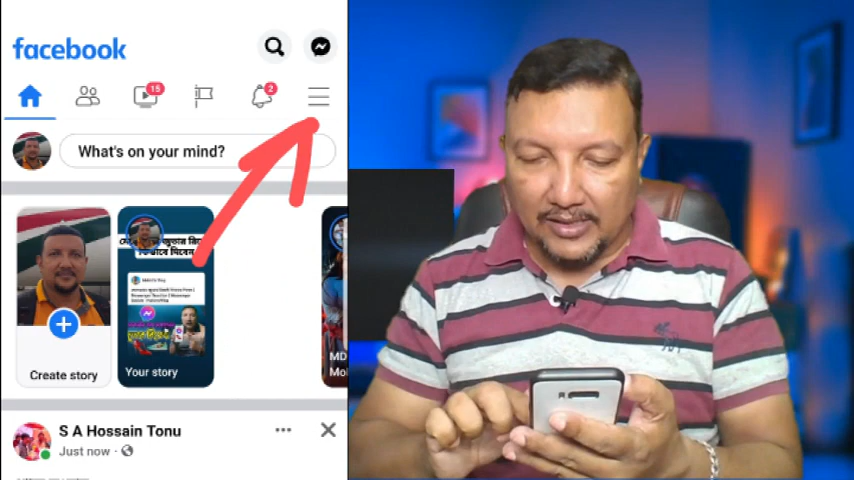 facebook
15
2
What's on your mind?
কিভাবে দিবেন
Create story
Your story
MD
S A Hossain Tonu
Just now